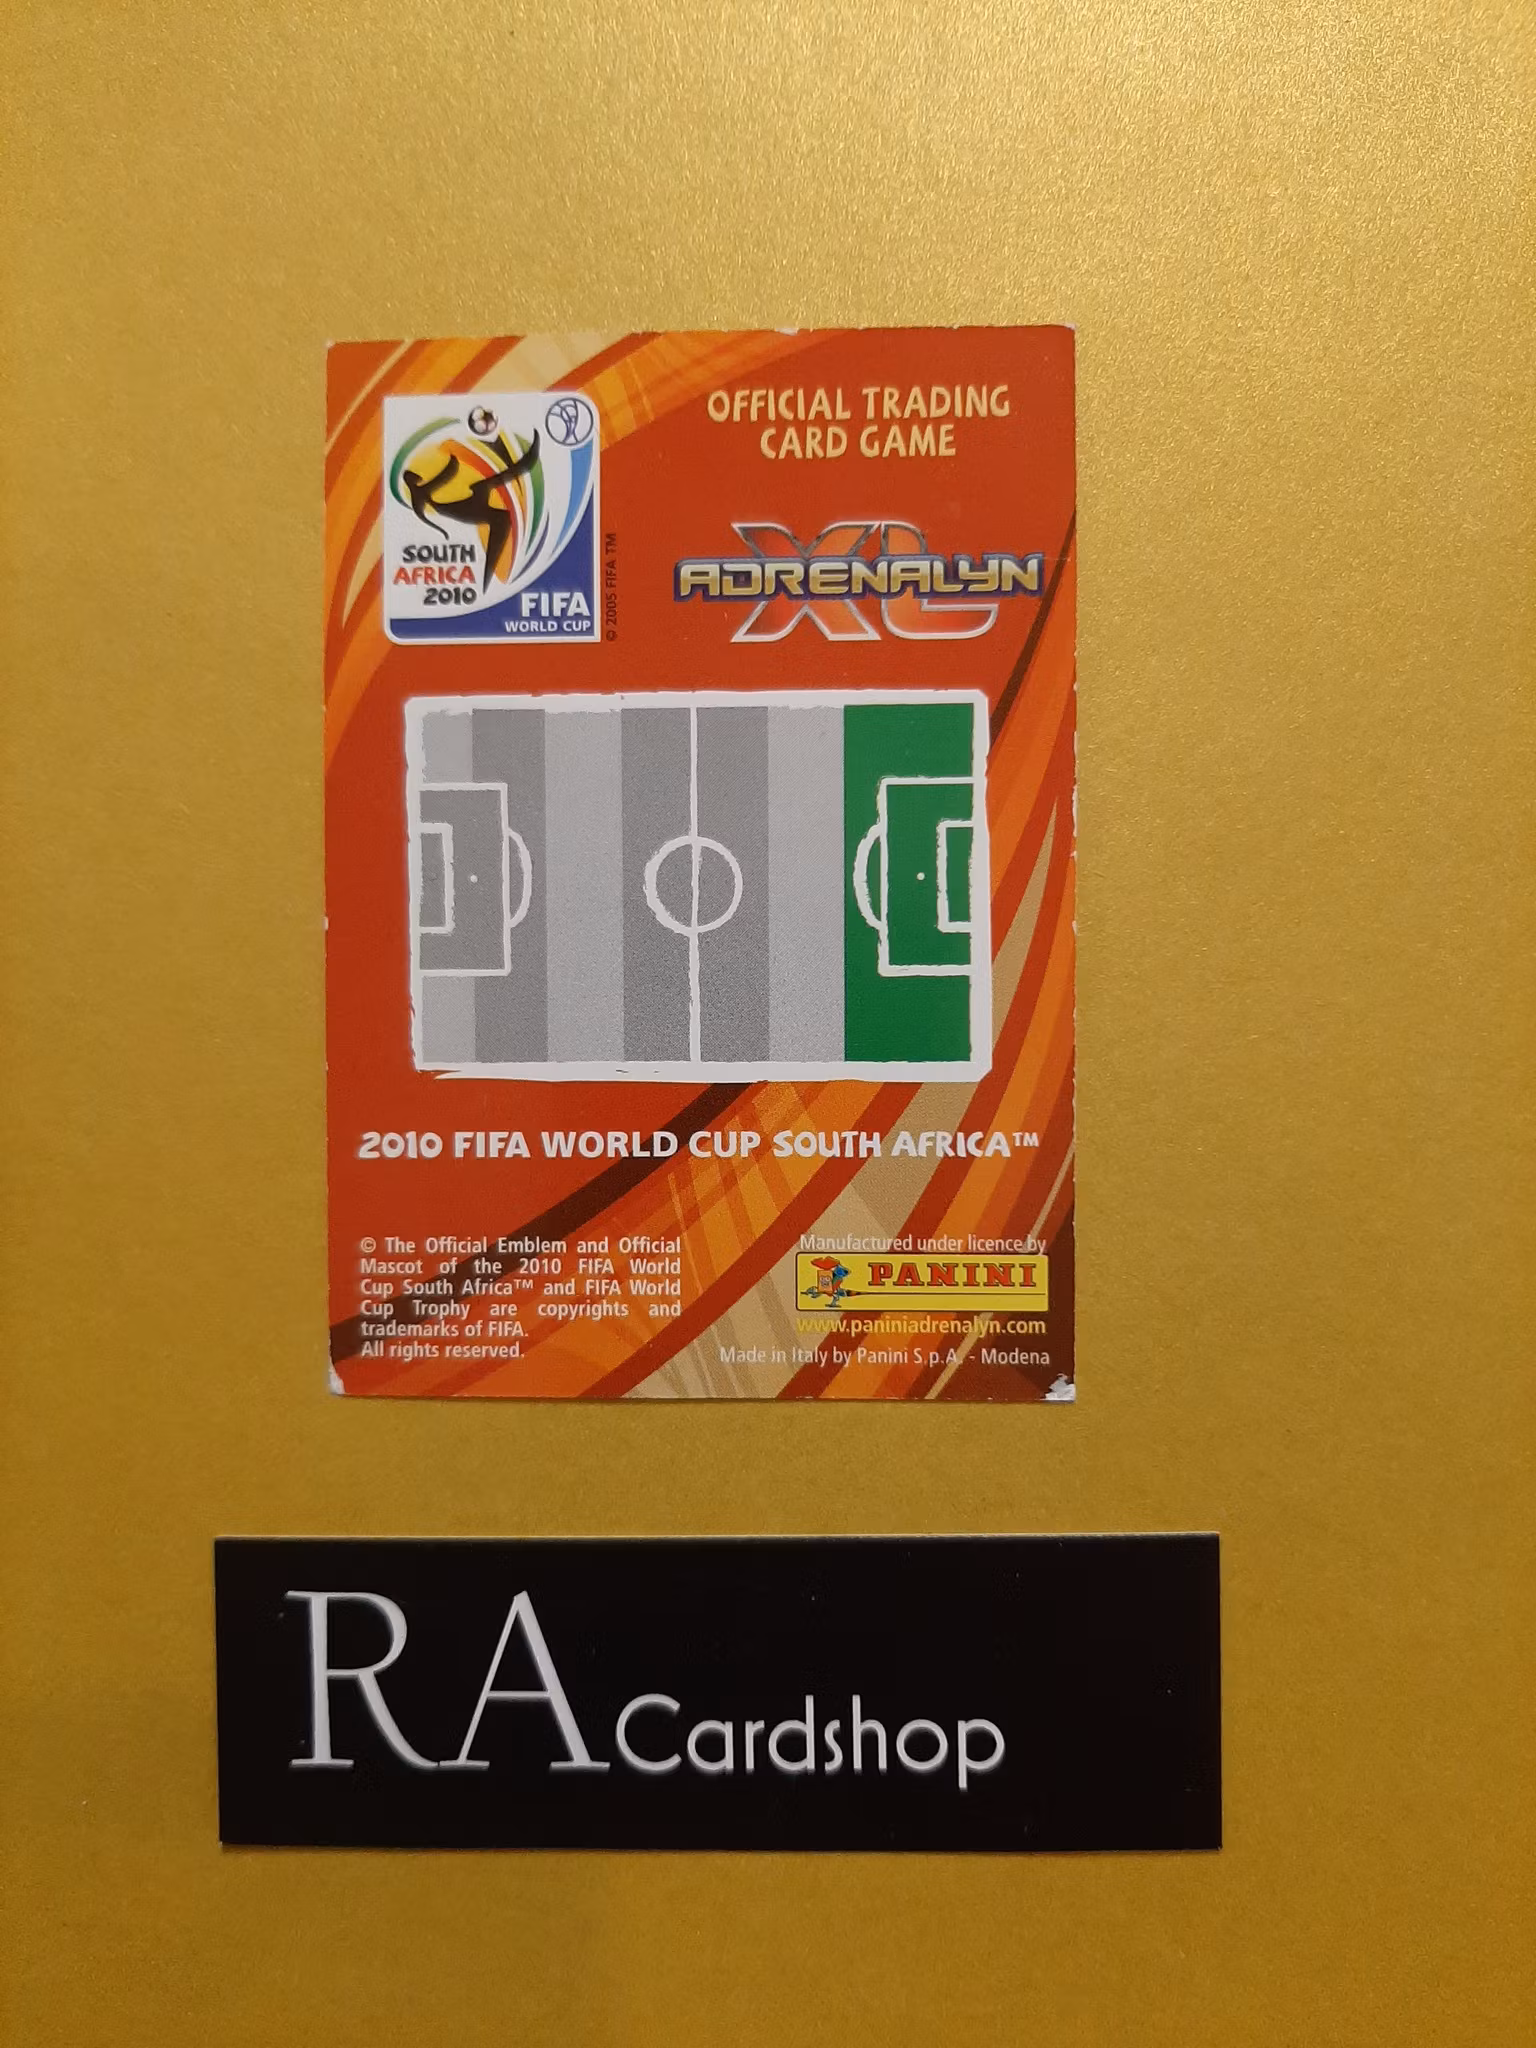 OFFICIAL TRADING
CARD GAME
SOUTH
AFRICA
2010
FIFA
WORLD CUP
© 2005 FIFA TM
ADRENALYN
XL
2010 FIFA WORLD CUP SOUTH AFRICA™
© The Official Emblem and Official
Mascot of the 2010 FIFA World
Cup South Africa™ and FIFA World
Cup Trophy are copyrights and
trademarks of FIFA.
All rights reserved.
Manufactured under licence by
PANINI
www.paniniadrenalyn.com
Made in Italy by Panini S.p.A. - Modena
RA Cardshop